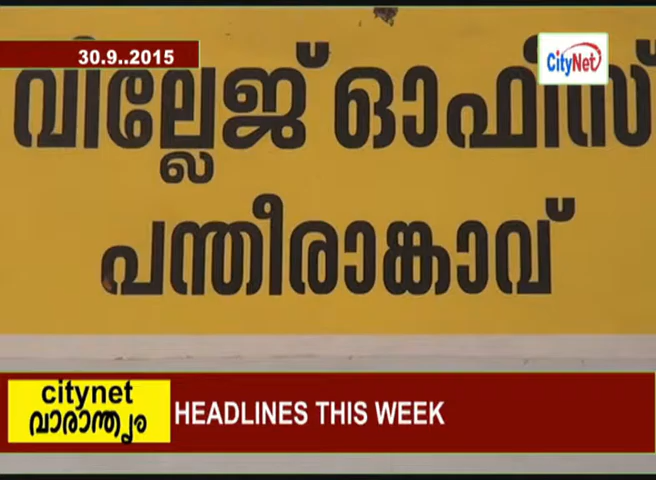 30.9..2015
CityNet
വില്ലേജ് ഓഫീസ്
പന്തീരാങ്കാവ്
citynet
വാരാന്ത്യം
HEADLINES THIS WEEK